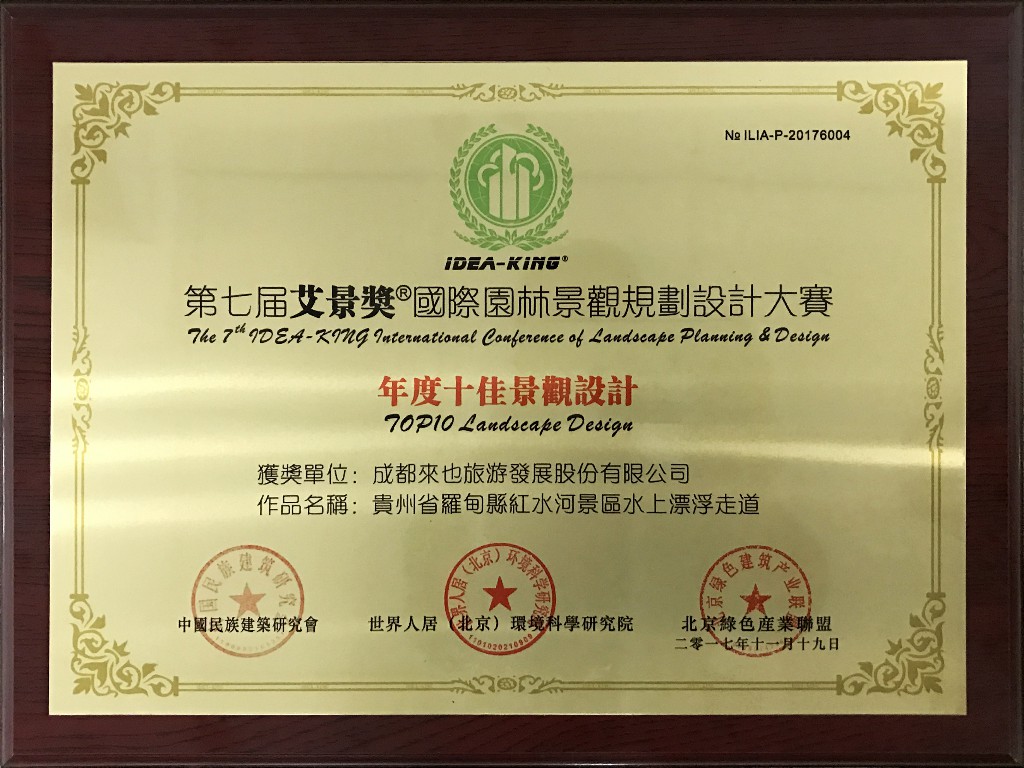 № ILIA-P-20176004
IDEA-KING®
第七届艾景獎®國際園林景觀規劃設計大賽
The 7th IDEA-KING International Conference of Landscape Planning & Design
年度十佳景觀設計
TOP10 Landscape Design
獲獎單位：成都來也旅游發展股份有限公司
作品名稱：貴州省羅甸縣紅水河景區水上漂浮走道
中國民族建築研究會
世界人居（北京）環境科學研究院
北京綠色産業聯盟
二零一七年十一月十九日